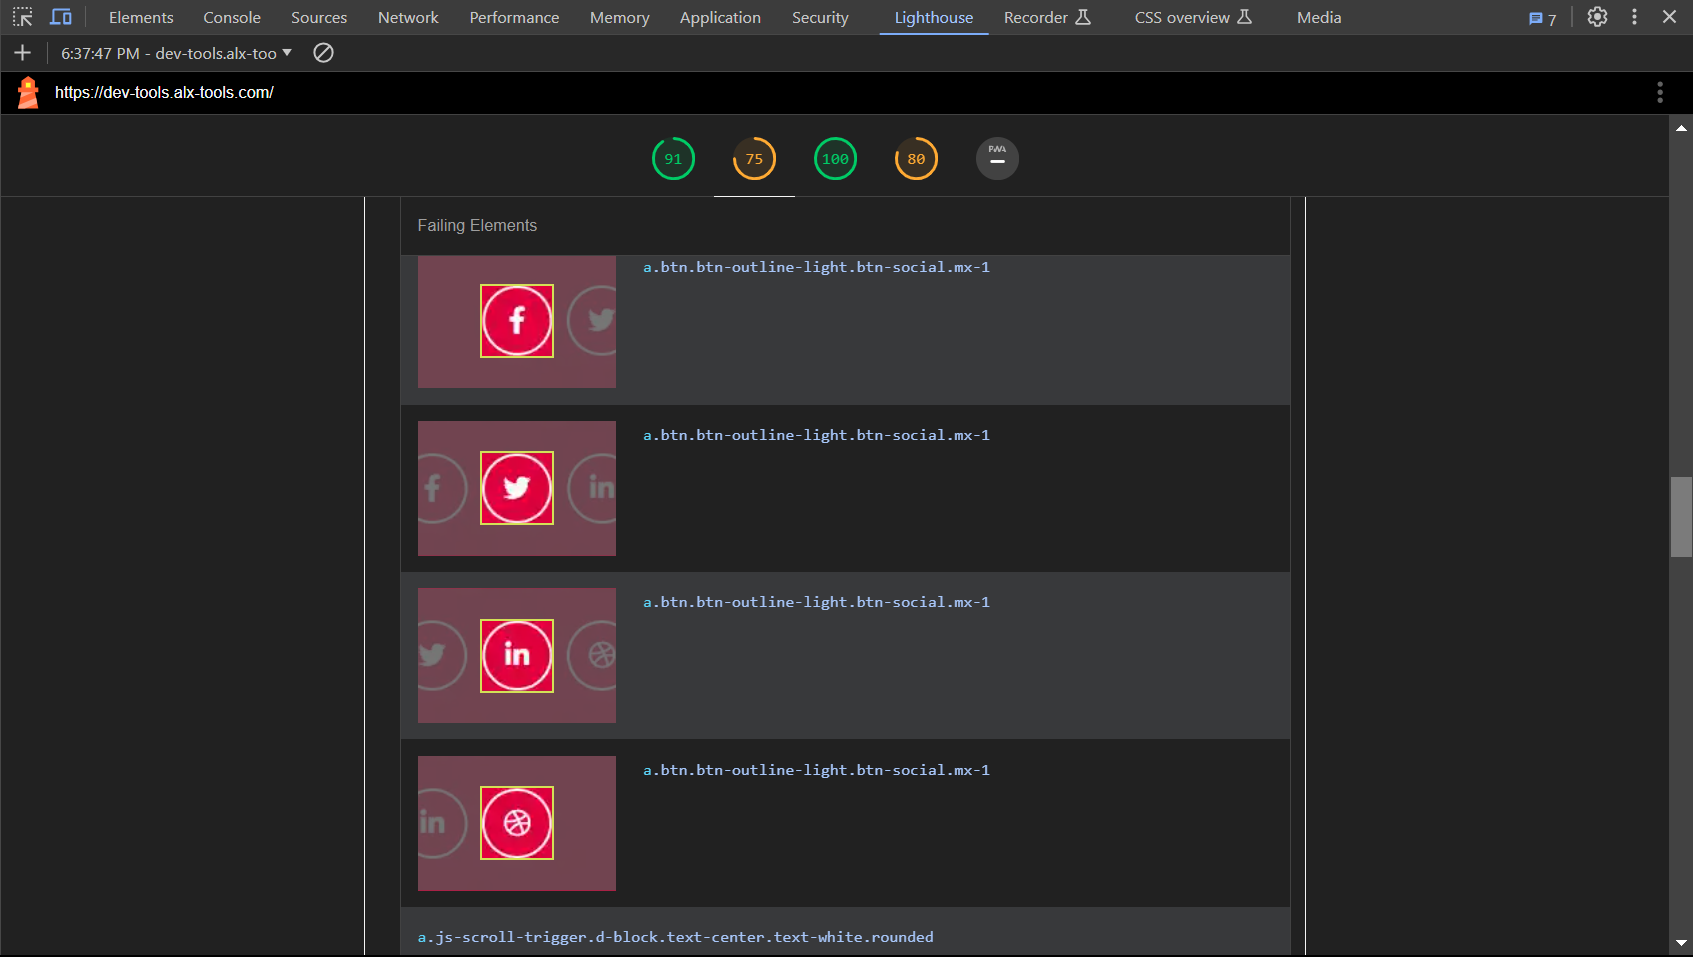 Elements Console Sources Network Performance Memory Application Security Lighthouse Recorder CSS overview Media 7
6:37:47 PM - dev-tools.alx-too
https://dev-tools.alx-tools.com/
91 75 100 80 PWA
Failing Elements
a.btn.btn-outline-light.btn-social.mx-1
f
a.btn.btn-outline-light.btn-social.mx-1
f in
a.btn.btn-outline-light.btn-social.mx-1
in
a.btn.btn-outline-light.btn-social.mx-1
in
a.js-scroll-trigger.d-block.text-center.text-white.rounded